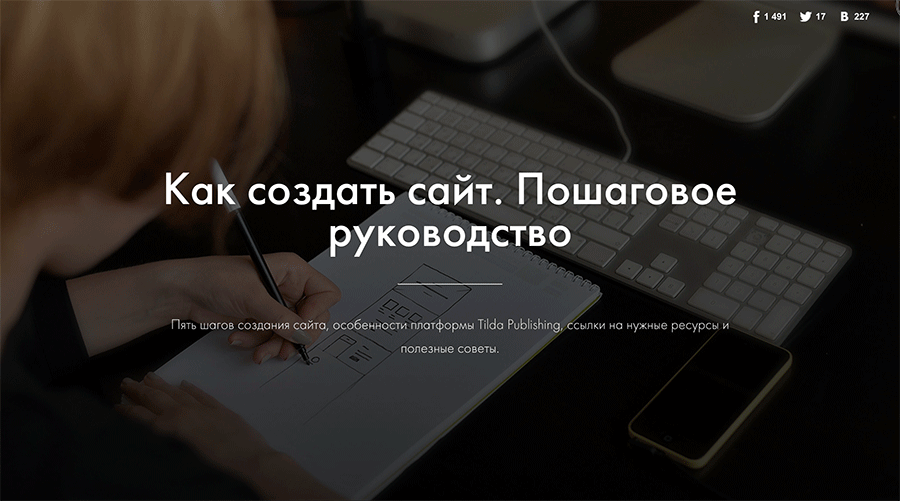 1 491 17 227
Как создать сайт. Пошаговое
руководство
Пять шагов создания сайта, особенности платформы Tilda Publishing, ссылки на нужные ресурсы и
полезные советы.